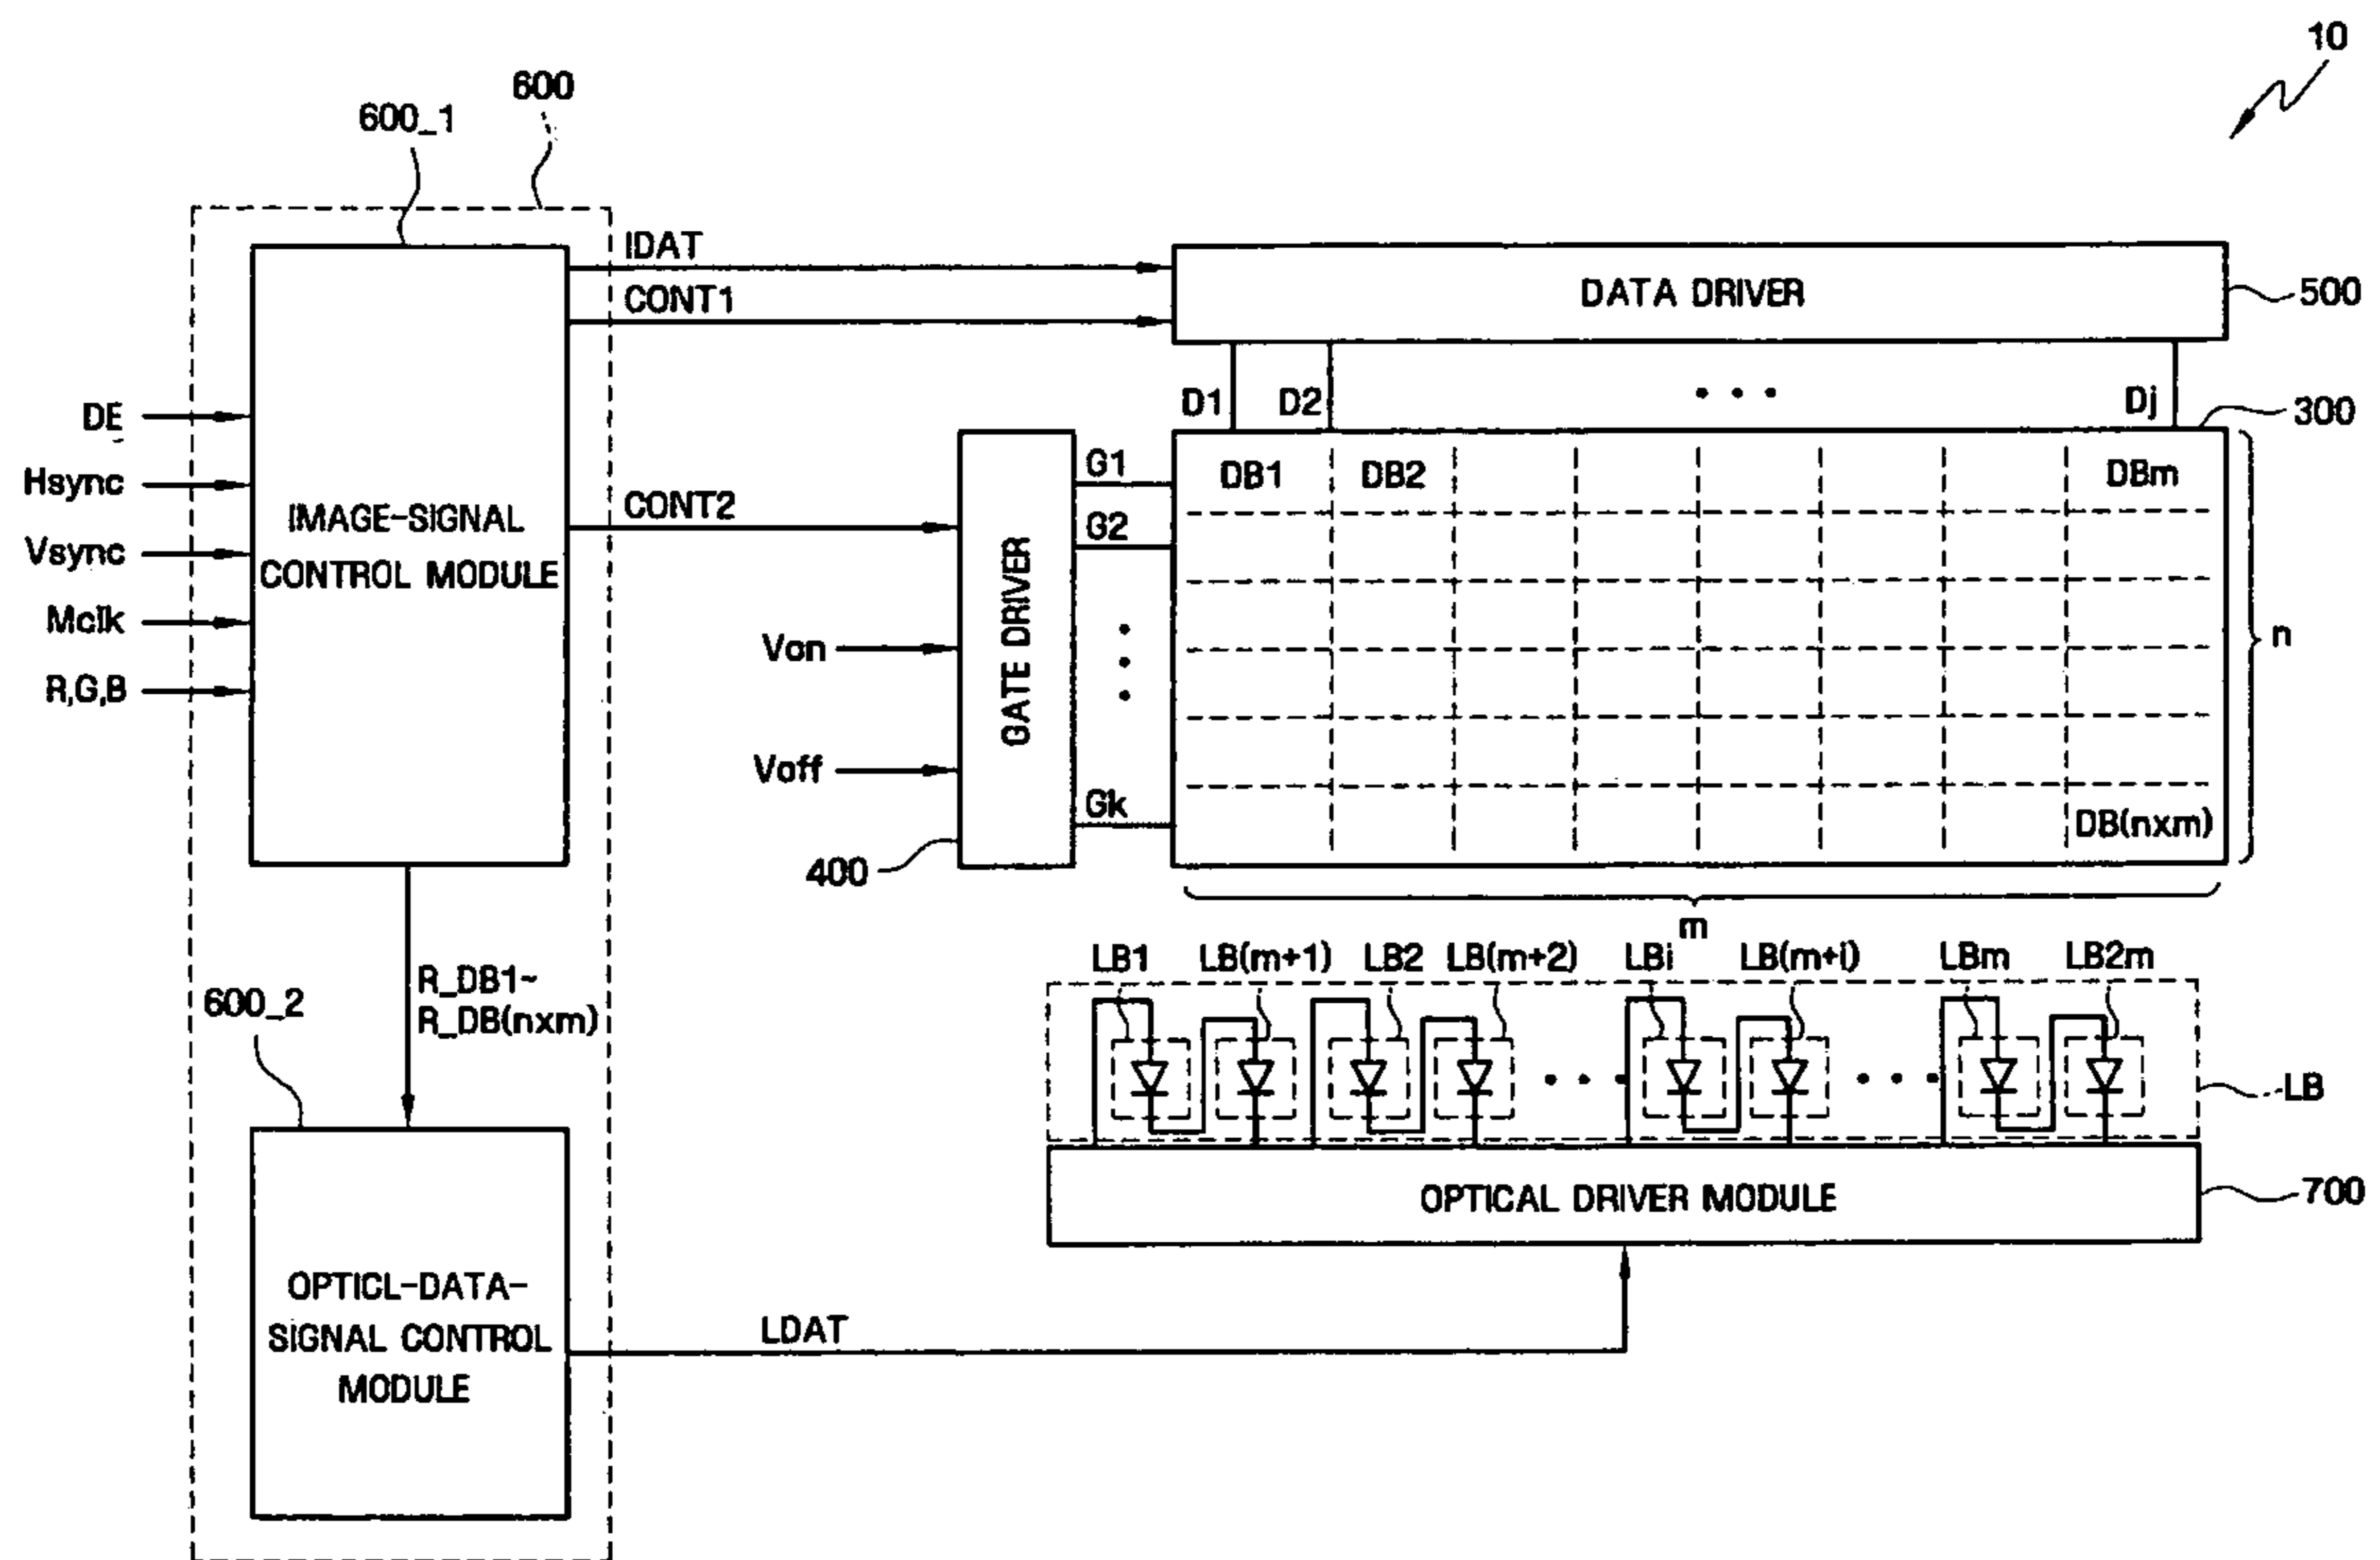 10
600
600_1
IDAT
CONT1
DATA DRIVER
500
D1
D2
Dj
300
DE
Hsync
Vsync
Mclk
R,G,B
IMAGE-SIGNAL
CONTROL MODULE
CONT2
Von
Voff
GATE DRIVER
400
G1
G2
Gk
DB1
DB2
DBm
DB(nxm)
n
m
R_DB1~
R_DB(nxm)
600_2
LB1
LB(m+1)
LB2
LB(m+2)
LBi
LB(m+i)
LBm
LB2m
LB
OPTICAL DRIVER MODULE
700
OPTICL-DATA-
SIGNAL CONTROL
MODULE
LDAT